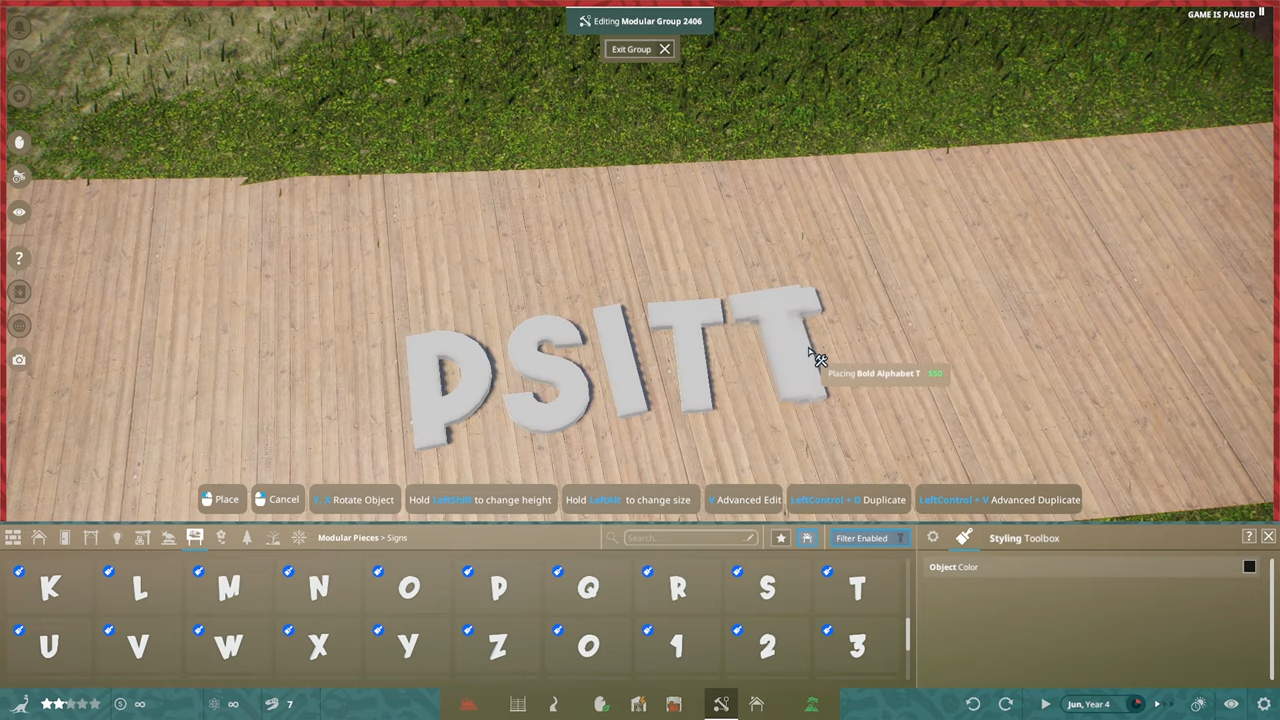 Editing Modular Group 2406
GAME IS PAUSED
Exit Group
PSITT
Placing Bold Alphabet T $50
Place
Cancel
Z, X Rotate Object
Hold LeftShift to change height
Hold LeftAlt to change size
V Advanced Edit
LeftControl + D Duplicate
LeftControl + V Advanced Duplicate
Modular Pieces > Signs
Search...
Filter Enabled
Styling Toolbox
?
Object Color
K L M N O P Q R S T
U V W X Y Z 0 1 2 3
∞
∞
7
Jun, Year 4